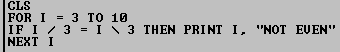 CLS
FOR I = 3 TO 10
IF I / 3 = I \ 3 THEN PRINT I, "NOT EVEN"
NEXT I